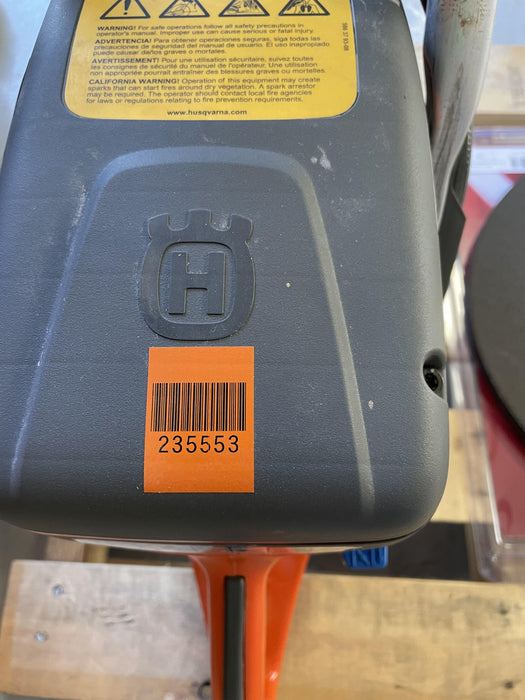 WARNING! For safe operations follow all safety precautions in
operator's manual. Improper use can cause serious or fatal injury.
ADVERTENCIA! Para obtener operaciones seguras, siga todas las
precauciones de seguridad del manual de usuario. El uso inapropiado
puede causar daños graves o mortales.
AVERTISSEMENT! Pour une utilisation sûre, suivez toutes
les consignes de sécurité du manuel de l'opérateur. Une utilisation
non appropriée pourrait entraîner des blessures graves ou mortelles.
CALIFORNIA WARNING! Operation of this equipment may create
sparks that can start fires around dry vegetation. A spark arrestor
may be required. The operator should contact local fire agencies
for laws or regulations relating to fire prevention requirements.
www.husqvarna.com
H
235553